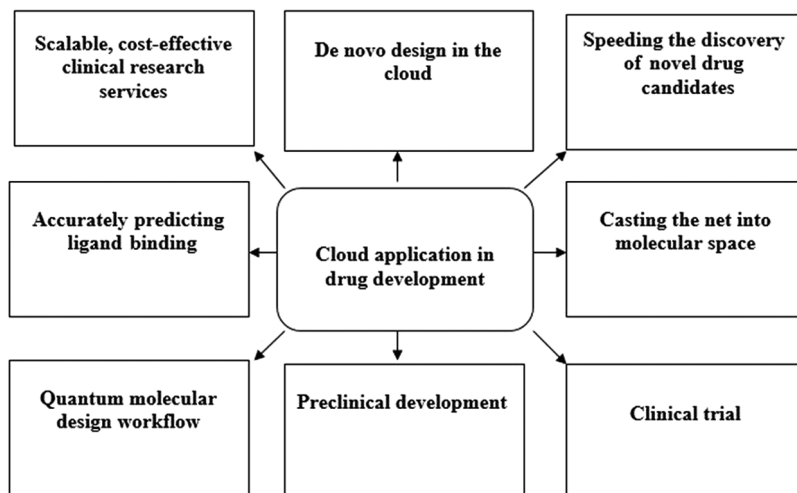 Scalable, cost-effective
clinical research
services
De novo design in the
cloud
Speeding the discovery
of novel drug
candidates
Accurately predicting
ligand binding
Cloud application in
drug development
Casting the net into
molecular space
Quantum molecular
design workflow
Preclinical development
Clinical trial